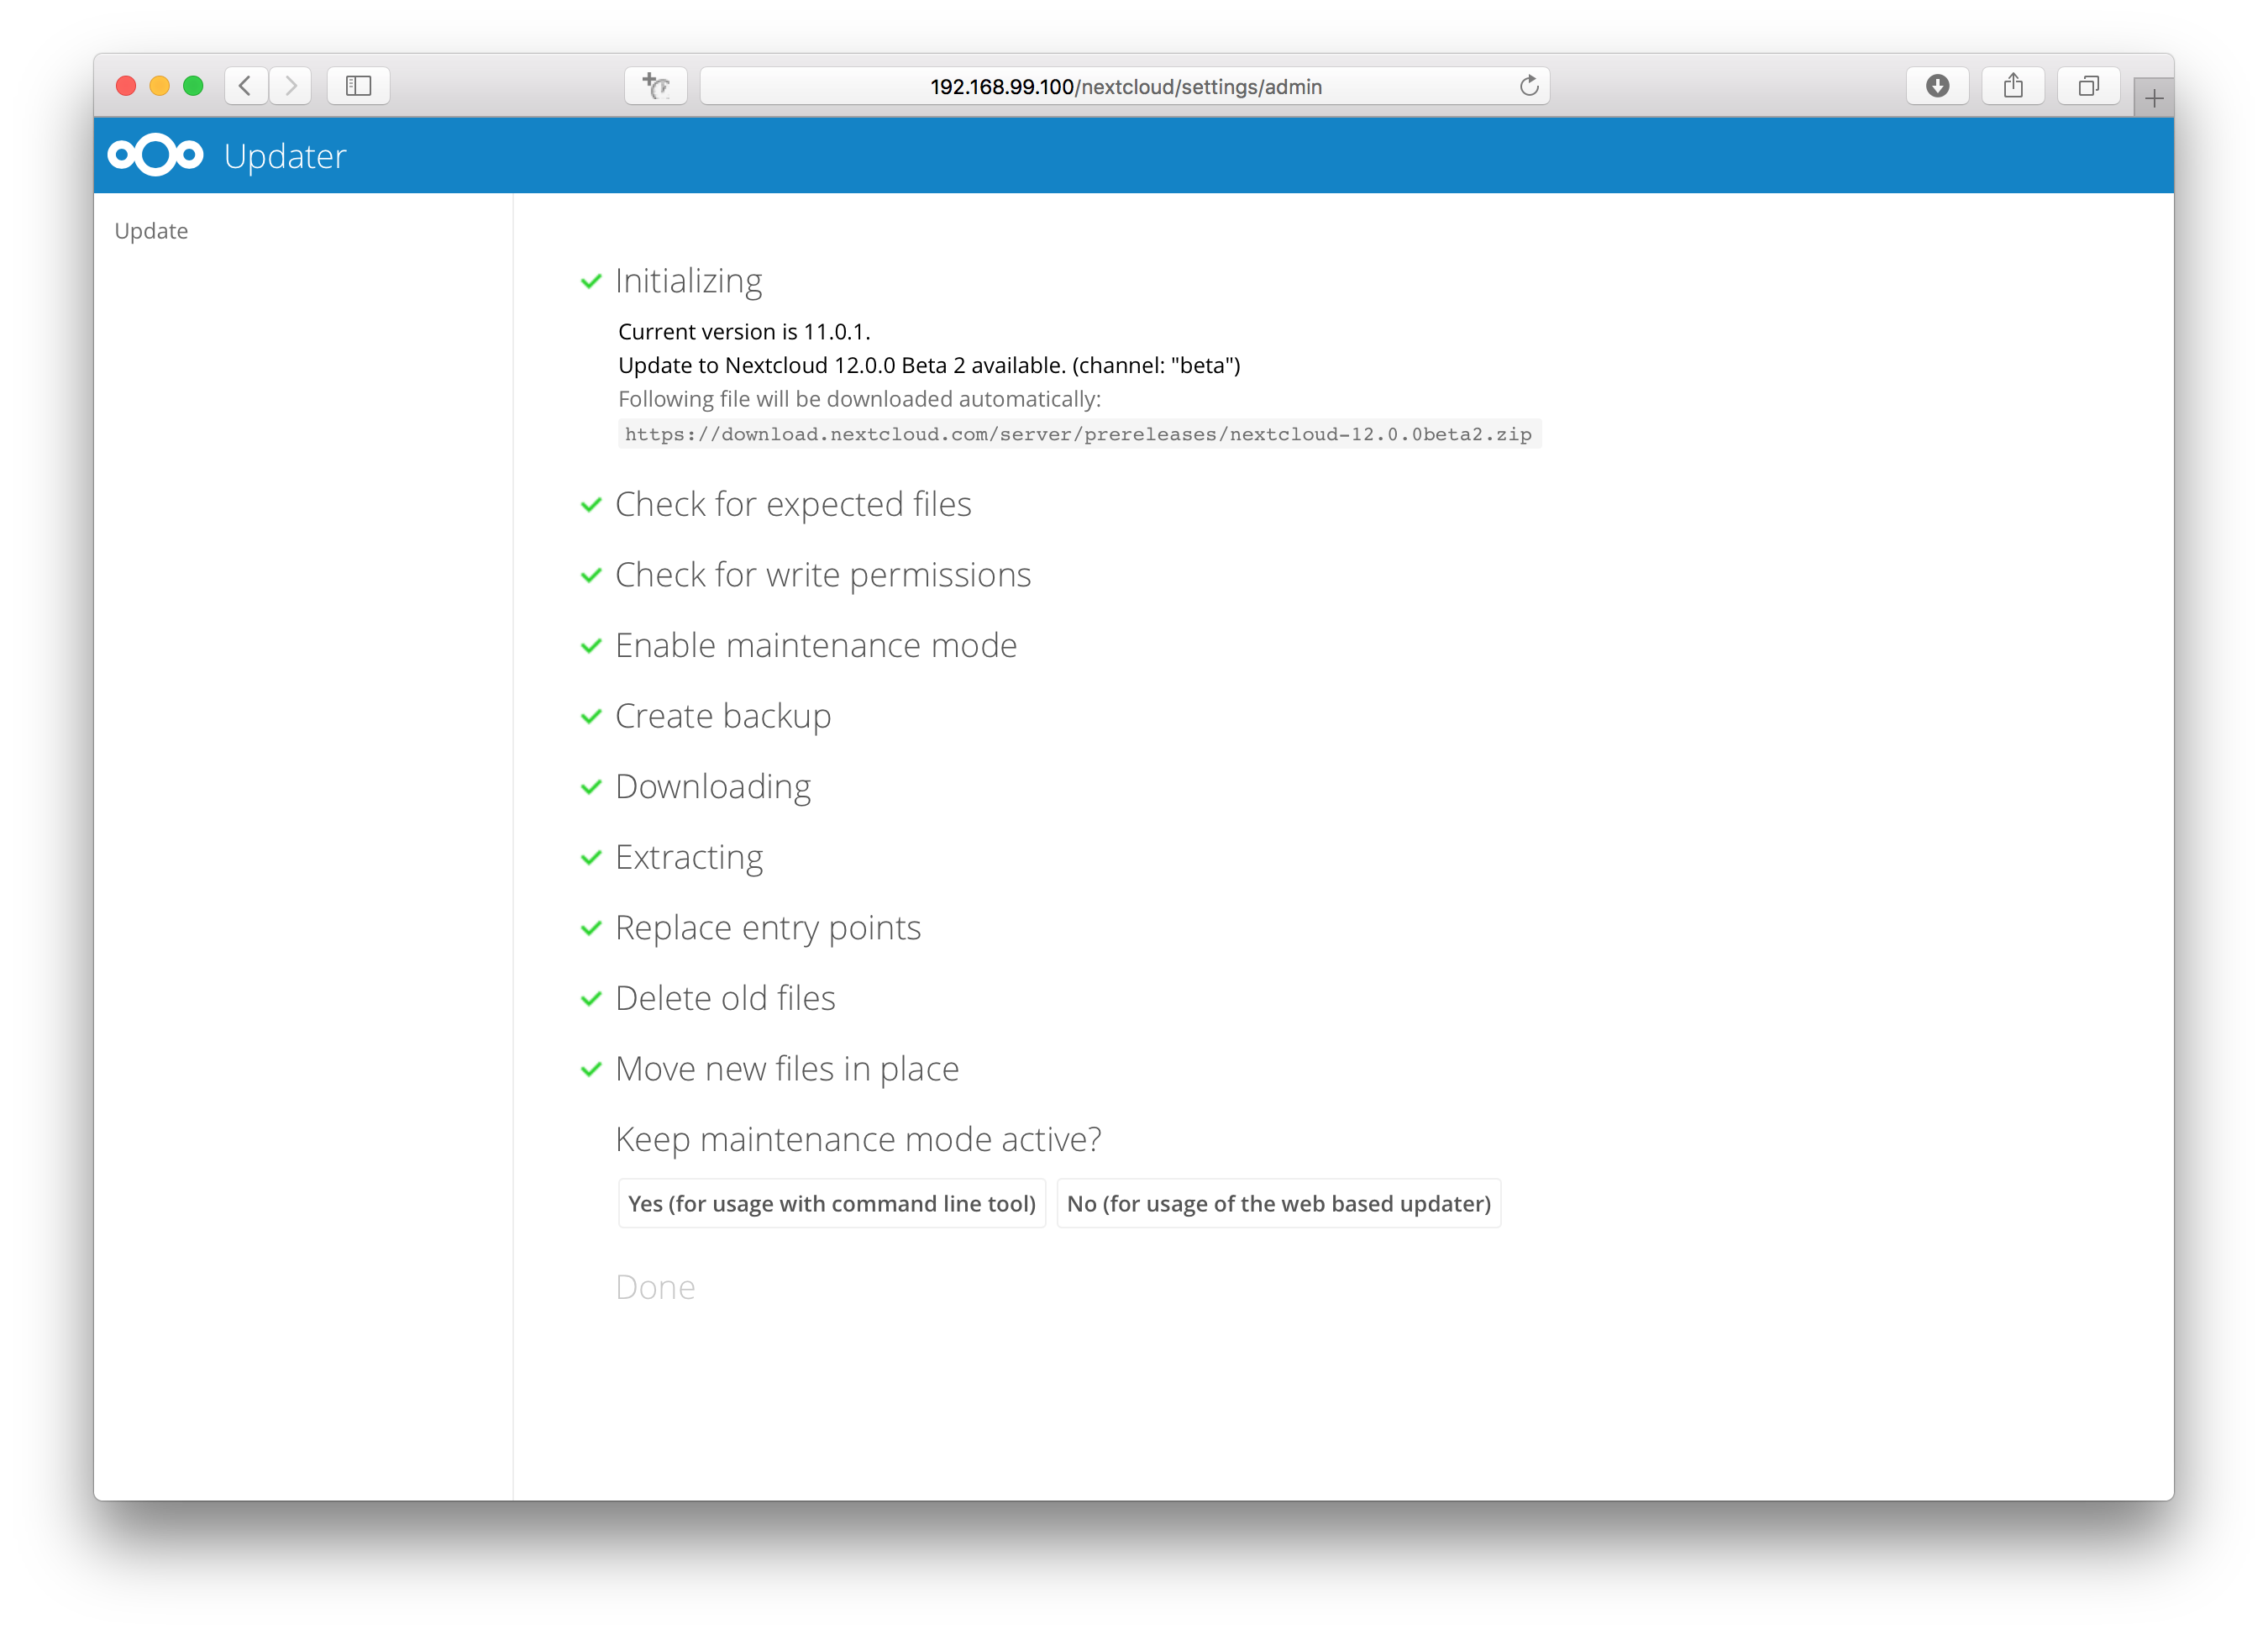 192.168.99.100/nextcloud/settings/admin
Updater
Update
Initializing
Current version is 11.0.1.
Update to Nextcloud 12.0.0 Beta 2 available. (channel: "beta")
Following file will be downloaded automatically:
https://download.nextcloud.com/server/prereleases/nextcloud-12.0.0beta2.zip
Check for expected files
Check for write permissions
Enable maintenance mode
Create backup
Downloading
Extracting
Replace entry points
Delete old files
Move new files in place
Keep maintenance mode active?
Yes (for usage with command line tool) No (for usage of the web based updater)
Done